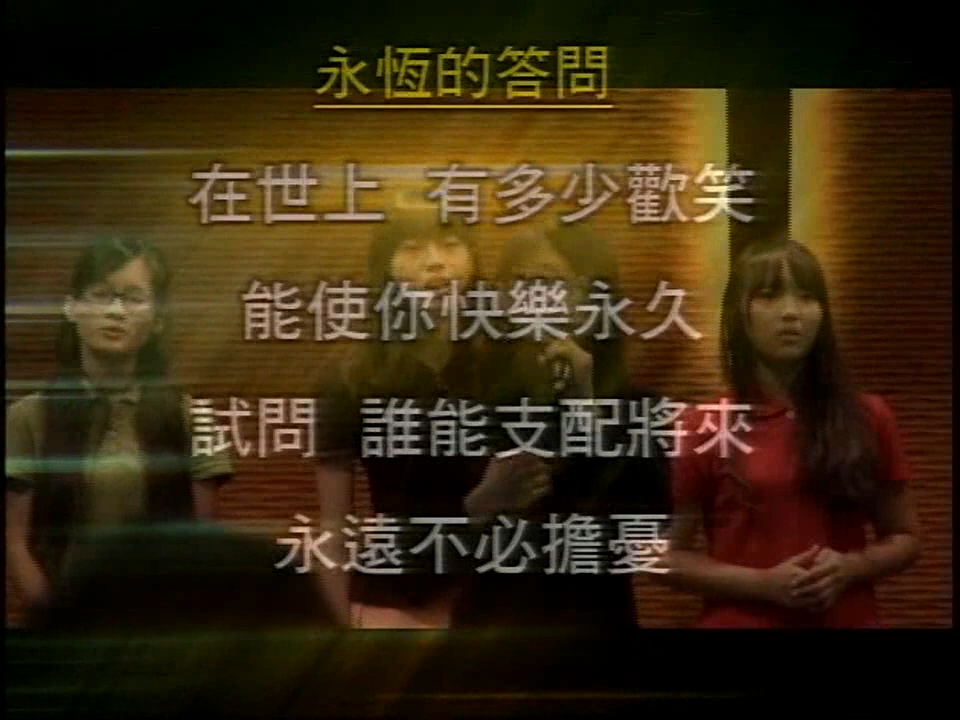 永恆的答問
在世上 有多少歡笑
能使你快樂永久
試問 誰能支配將來
永遠不必擔憂